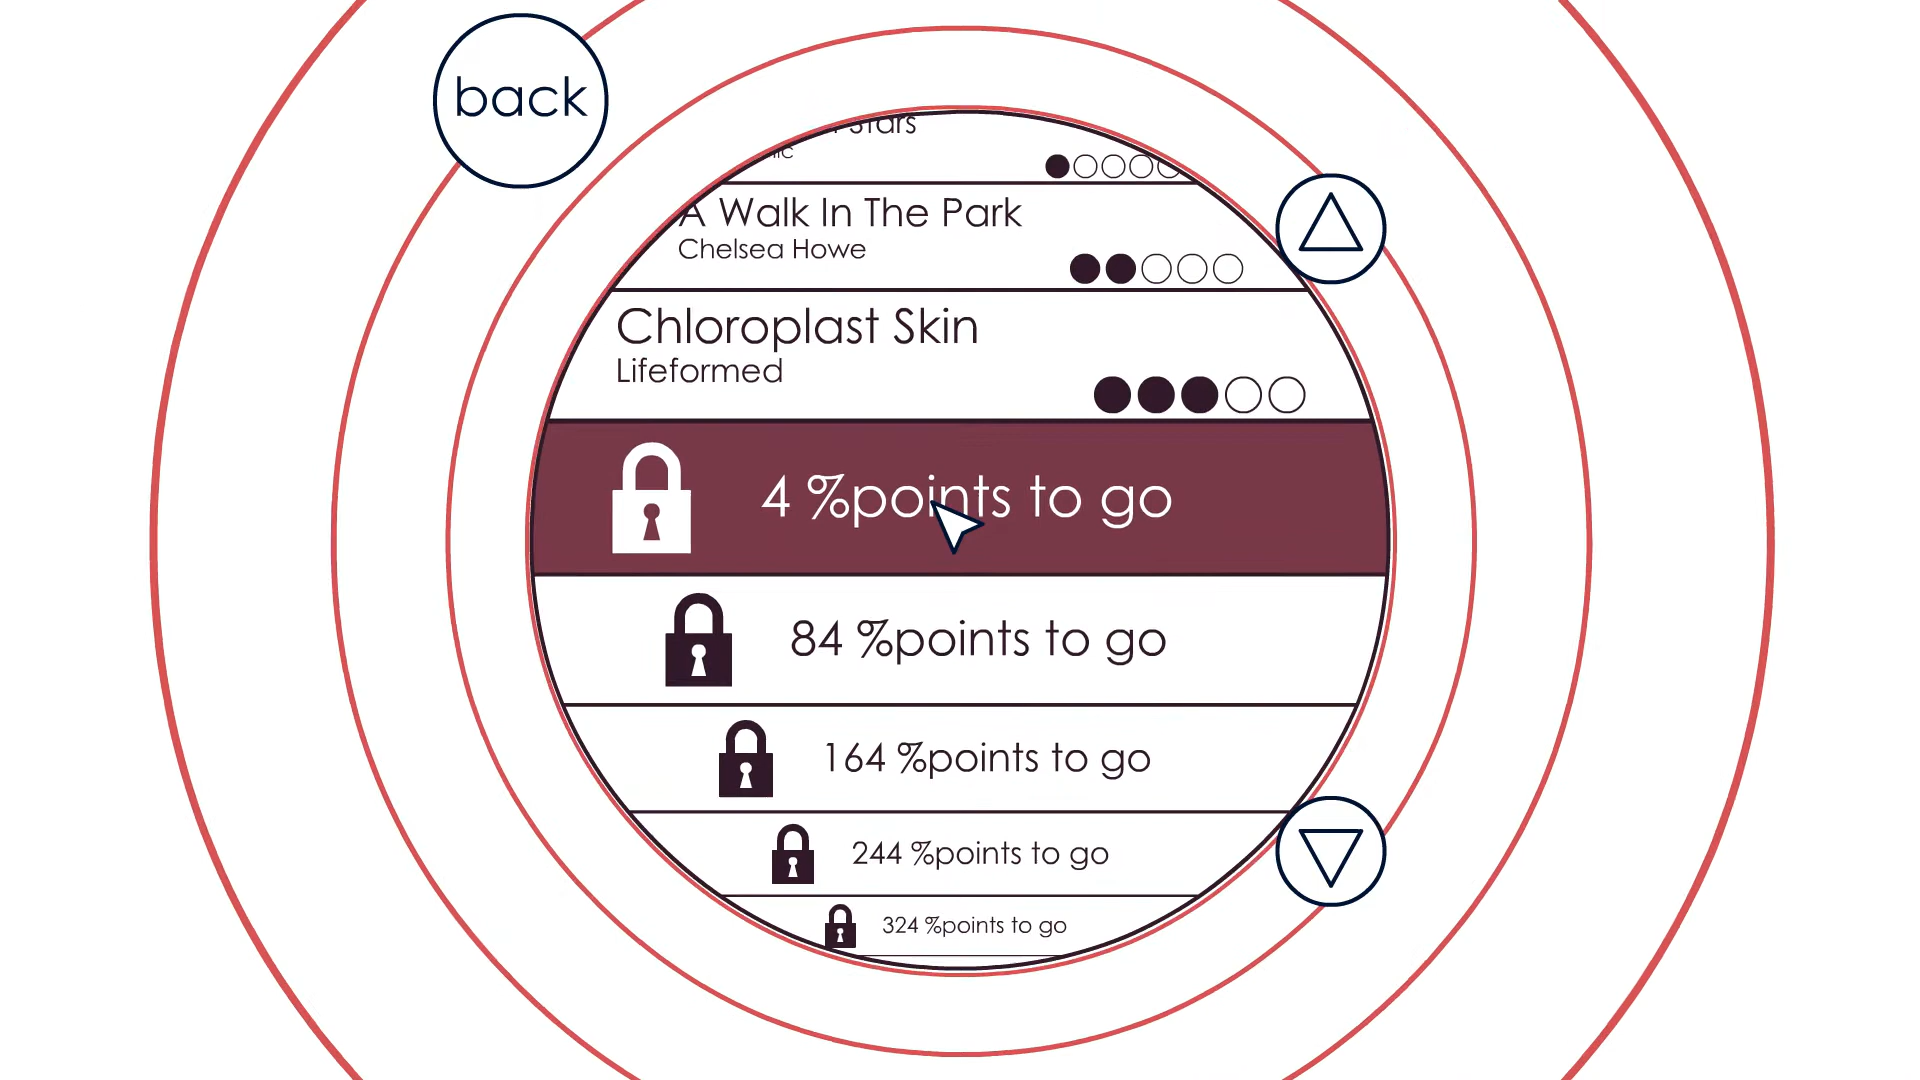 back
Stars
A Walk In The Park
Chelsea Howe
Chloroplast Skin
Lifeformed
4 %points to go
84 %points to go
164 %points to go
244 %points to go
324 %points to go